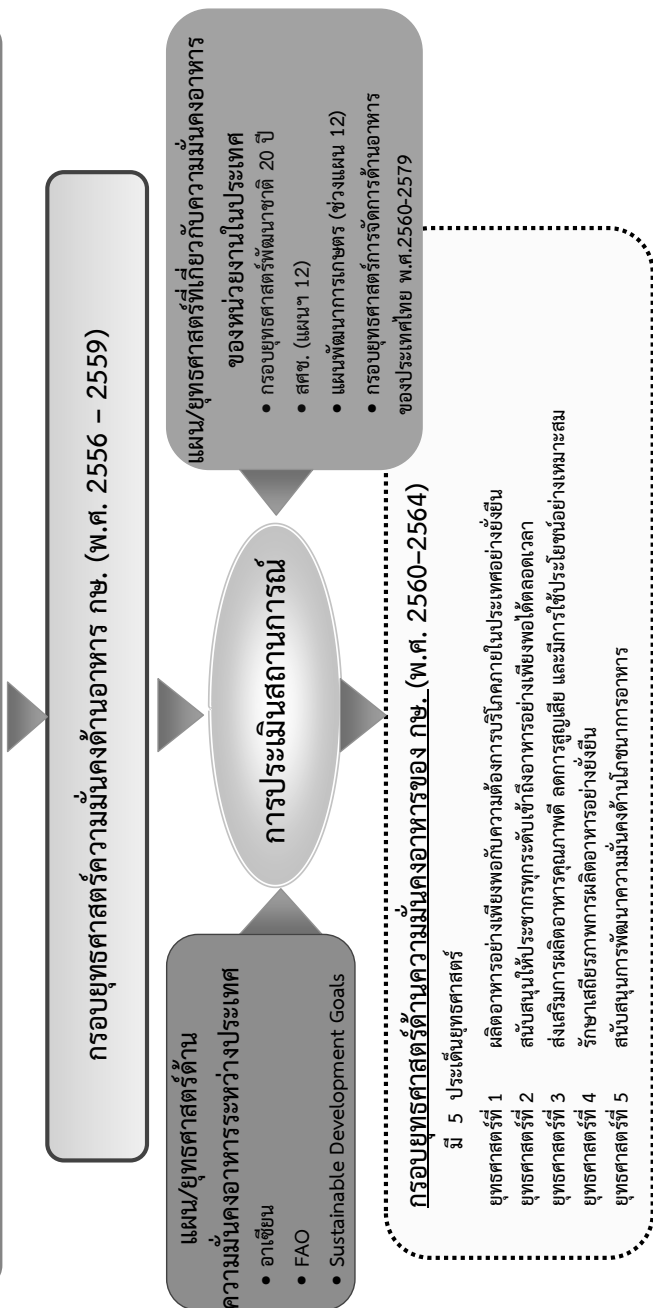 กรอบยุทธศาสตร์ความมั่นคงด้านอาหาร กษ. (พ.ศ. 2556 – 2559)
แผน/ยุทธศาสตร์ด้าน
ความมั่นคงอาหารระหว่างประเทศ
• อาเซียน
• FAO
• Sustainable Development Goals
การประเมินสถานการณ์
แผน/ยุทธศาสตร์ที่เกี่ยวกับความมั่นคงอาหาร
ของหน่วยงานในประเทศ
• กรอบยุทธศาสตร์พัฒนาชาติ 20 ปี
• สศช. (แผนฯ 12)
• แผนพัฒนาการเกษตร (ช่วงแผน 12)
• กรอบยุทธศาสตร์การจัดการด้านอาหาร
ของประเทศไทย พ.ศ.2560-2579
กรอบยุทธศาสตร์ด้านความมั่นคงอาหารของ กษ. (พ.ศ. 2560–2564)
มี 5 ประเด็นยุทธศาสตร์
ยุทธศาสตร์ที่ 1 ผลิตอาหารอย่างเพียงพอกับความต้องการบริโภคภายในประเทศอย่างยั่งยืน
ยุทธศาสตร์ที่ 2 สนับสนุนให้ประชากรทุกระดับเข้าถึงอาหารอย่างเพียงพอได้ตลอดเวลา
ยุทธศาสตร์ที่ 3 ส่งเสริมการผลิตอาหารคุณภาพดี ลดการสูญเสีย และมีการใช้ประโยชน์อย่างเหมาะสม
ยุทธศาสตร์ที่ 4 รักษาเสถียรภาพการผลิตอาหารอย่างยั่งยืน
ยุทธศาสตร์ที่ 5 สนับสนุนการพัฒนาความมั่นคงด้านโภชนาการอาหาร